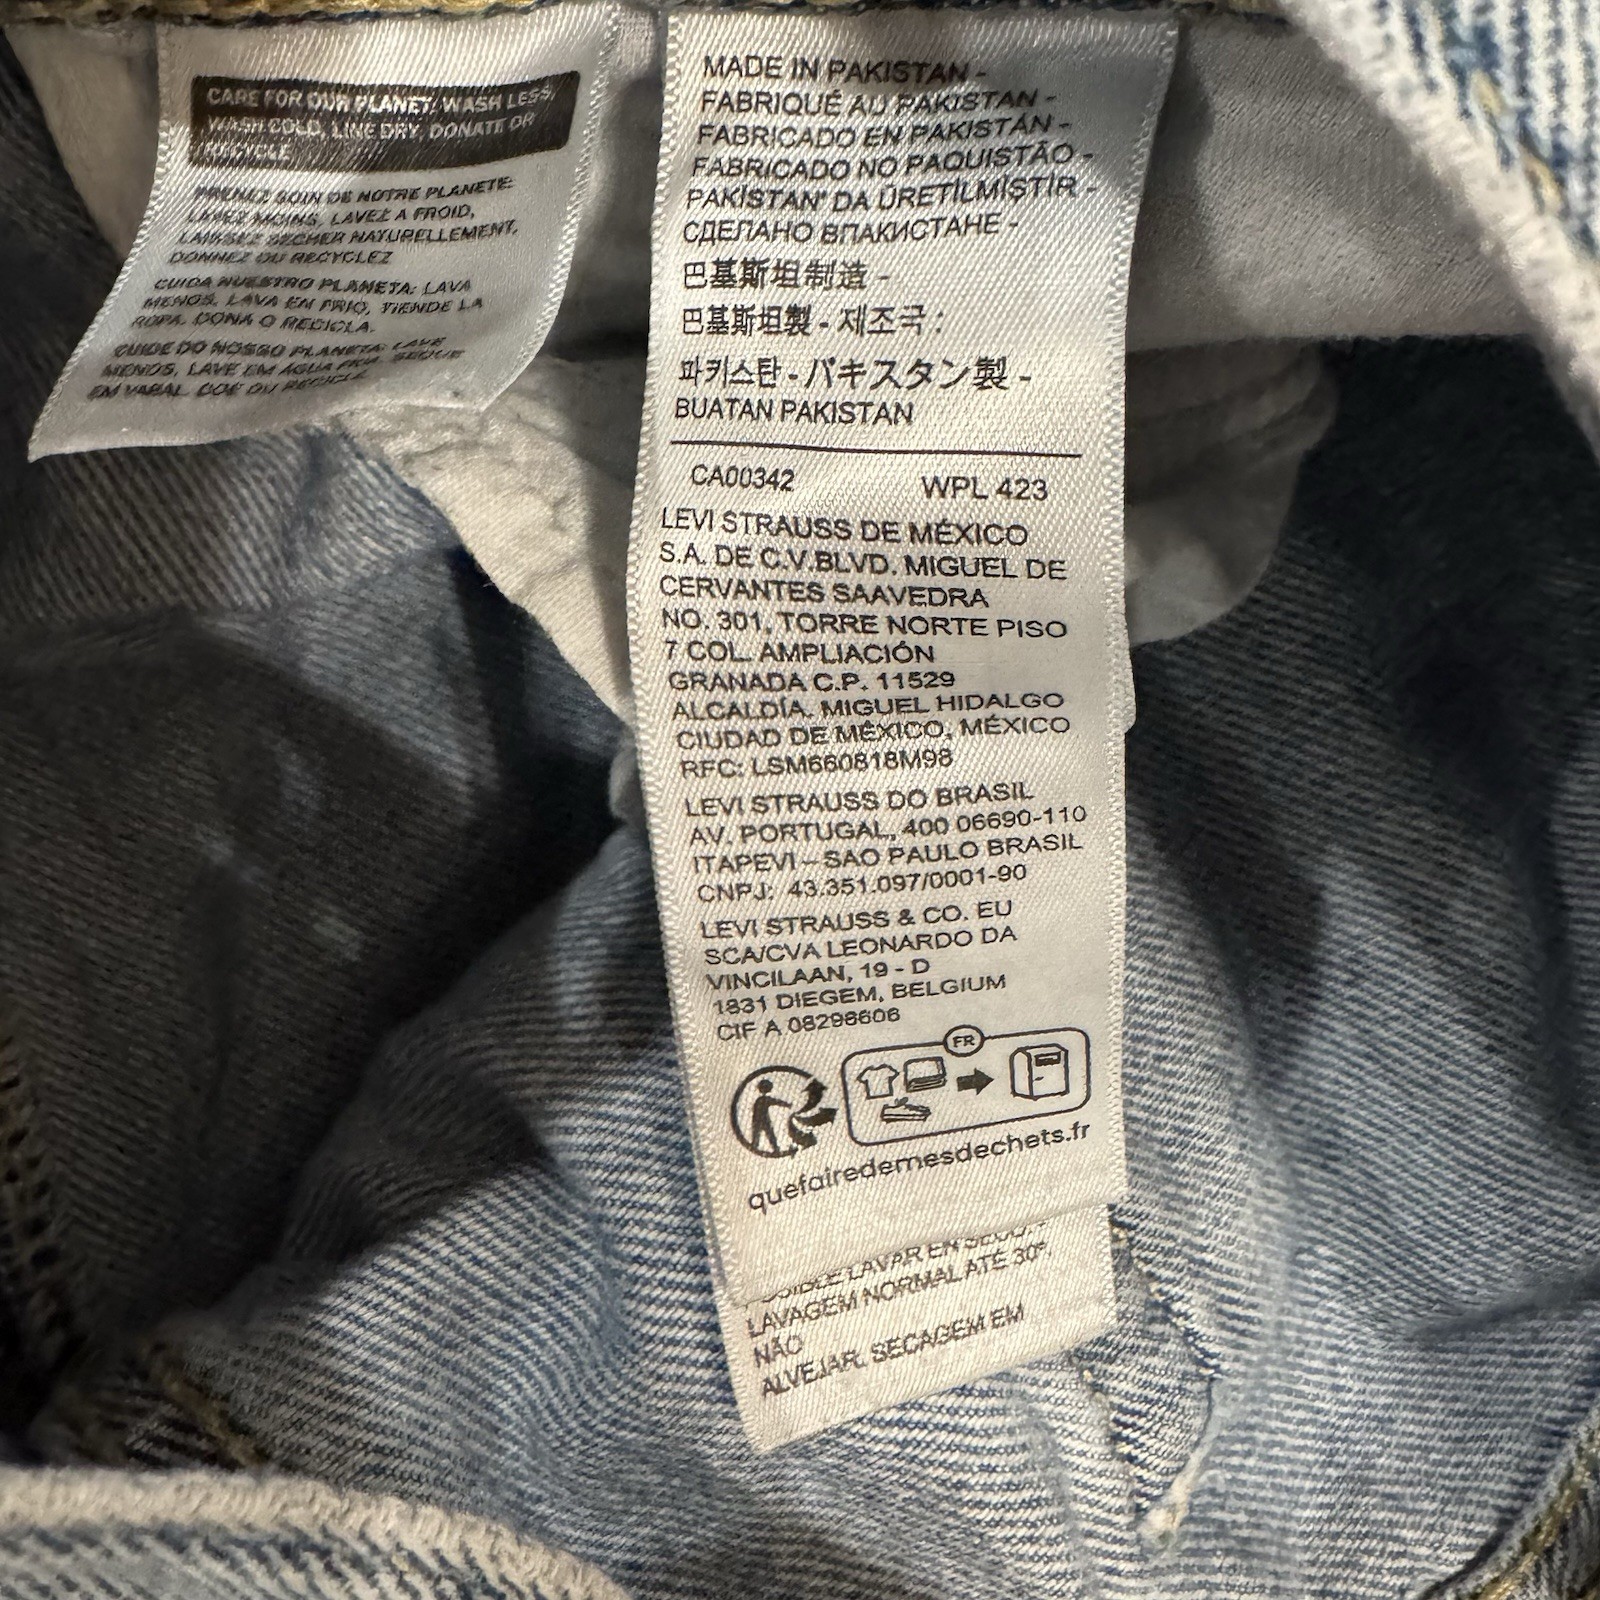 CARE FOR OUR PLANET: WASH LESS,
WASH COLD, LINE DRY, DONATE OR
RECYCLE
PRENEZ SOIN DE NOTRE PLANETE:
LAVEZ MOINS, LAVEZ A FROID,
LAISSEZ SECHER NATURELLEMENT,
DONNEZ OU RECYCLEZ
CUIDA NUESTRO PLANETA: LAVA
MENOS, LAVA EN FRIO, TIENDE LA
ROPA, DONA O RECICLA.
CUIDE DO NOSSO PLANETA: LAVE
MENOS, LAVE EM AGUA FRIA, SEQUE
EM VARAL, DOE OU RECICLE
MADE IN PAKISTAN -
FABRIQUÉ AU PAKISTAN -
FABRICADO EN PAKISTÁN -
FABRICADO NO PAQUISTÃO -
PAKİSTAN' DA ÜRETİLMİŞTİR -
СДЕЛАНО ВПАКИСТАНЕ -
巴基斯坦制造 -
巴基斯坦製 - 제조국 :
파키스탄 - パキスタン製 -
BUATAN PAKISTAN
CA00342 WPL 423
LEVI STRAUSS DE MÉXICO
S.A. DE C.V.BLVD. MIGUEL DE
CERVANTES SAAVEDRA
NO. 301, TORRE NORTE PISO
7 COL. AMPLIACIÓN
GRANADA C.P. 11529
ALCALDÍA. MIGUEL HIDALGO
CIUDAD DE MÉXICO, MÉXICO
RFC: LSM660818M98
LEVI STRAUSS DO BRASIL
AV. PORTUGAL, 400 06690-110
ITAPEVI – SAO PAULO BRASIL
CNPJ: 43.351.097/0001-90
LEVI STRAUSS & CO. EU
SCA/CVA LEONARDO DA
VINCILAAN, 19 - D
1831 DIEGEM, BELGIUM
CIF A 08298606
FR
quefairedemesdechets.fr
LAVAR EN
LAVAGEM NORMAL ATÉ 30º.
NÃO
ALVEJAR. SECAGEM EM